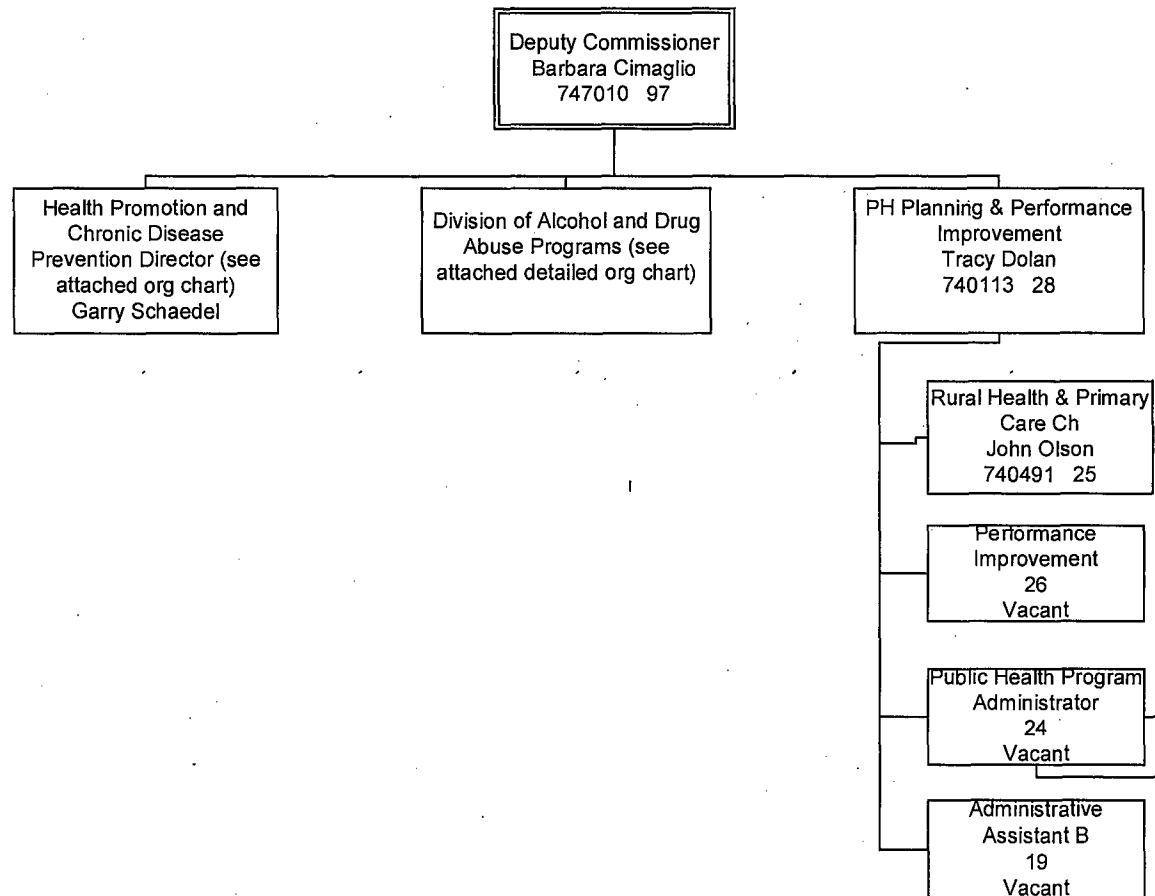 Deputy Commissioner
Barbara Cimaglio
747010 97
Health Promotion and
Chronic Disease
Prevention Director (see
attached org chart)
Garry Schaedel
Division of Alcohol and Drug
Abuse Programs (see
attached detailed org chart)
PH Planning & Performance
Improvement
Tracy Dolan
740113 28
Rural Health & Primary
Care Ch
John Olson
740491 25
Performance
Improvement
26
Vacant
Public Health Program
Administrator
24
Vacant
Administrative
Assistant B
19
Vacant